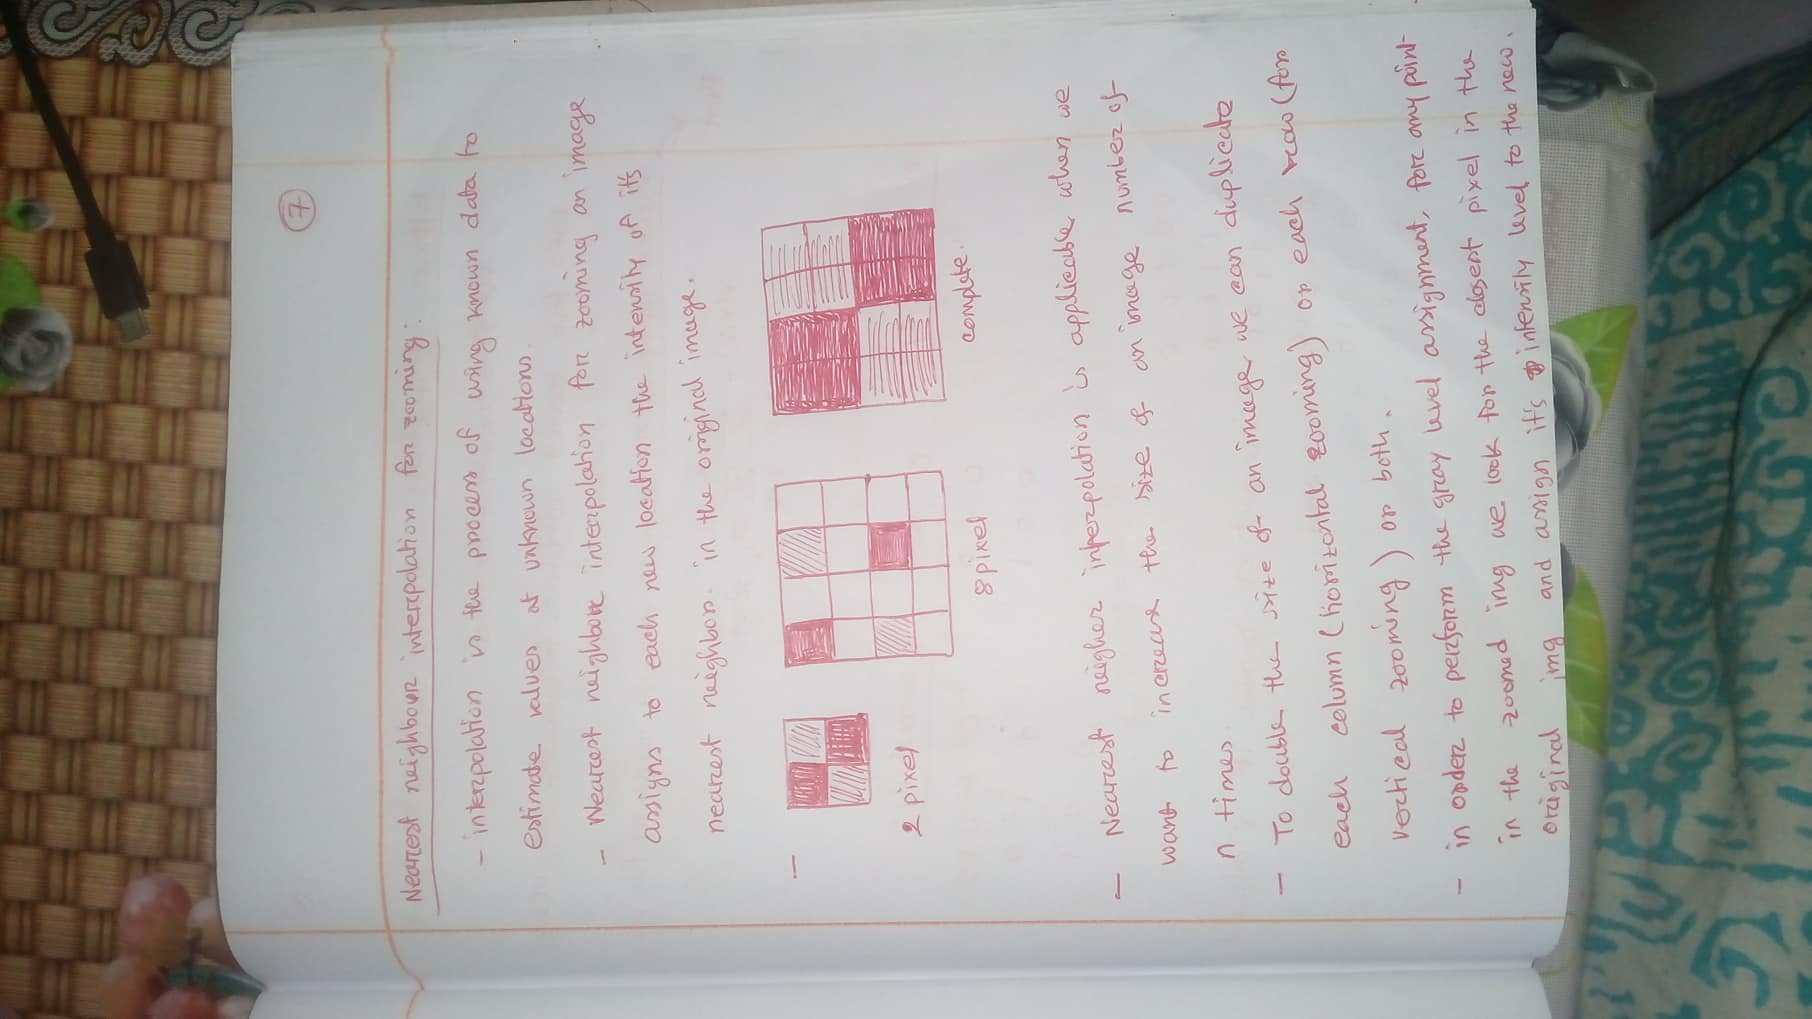 7
Nearest neighbour interpolation for zooming:
- interpolation is the process of using known data to
estimate values at unknown locations.
- Nearest neighbore interpolation for zooming an image
assigns to each new location the intensity of it's
nearest neighbor. in the original image.
-
2 pixel
8 pixel
complete.
- Nearest neigher interpolation is applicable when we
want to increase the size of an image number of
n times.
- To double the size of an image we can duplicate
each column (horizontal zooming) or each row (for
vertical zooming) or both.
- in order to perform the gray level assignment, for any point
in the zoomed img we look for the closent pixel in the
original img and assign it's intensity level to the new.